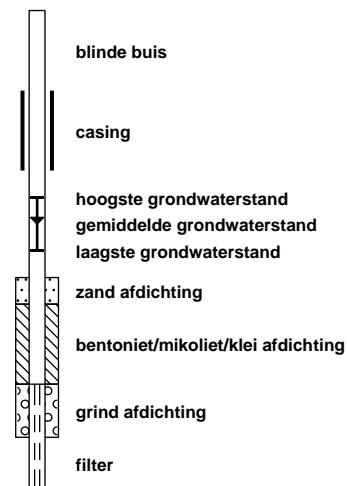 blinde buis
casing
hoogste grondwaterstand
gemiddelde grondwaterstand
laagste grondwaterstand
zand afdichting
bentoniet/mikoliet/klei afdichting
grind afdichting
filter